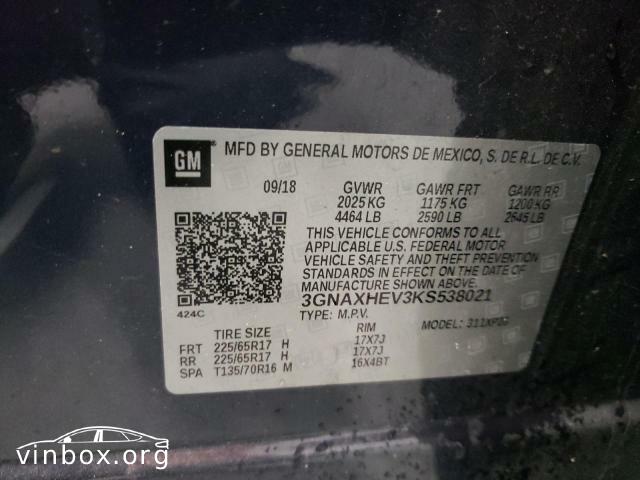 GM MFD BY GENERAL MOTORS DE MEXICO, S. DE R.L. DE C.V.
09/18 GVWR GAWR FRT GAWR RR
2025 KG 1175 KG 1200 KG
4464 LB 2590 LB 2645 LB
THIS VEHICLE CONFORMS TO ALL
APPLICABLE U.S. FEDERAL MOTOR
VEHICLE SAFETY AND THEFT PREVENTION
STANDARDS IN EFFECT ON THE DATE OF
MANUFACTURE SHOWN ABOVE.
3GNAXHEV3KS538021
424C TYPE: M.P.V. MODEL:
TIRE SIZE RIM
FRT 225/65R17 H 17X7J
RR 225/65R17 H 17X7J
SPA T135/70R16 M 16X4BT
vinbox.org